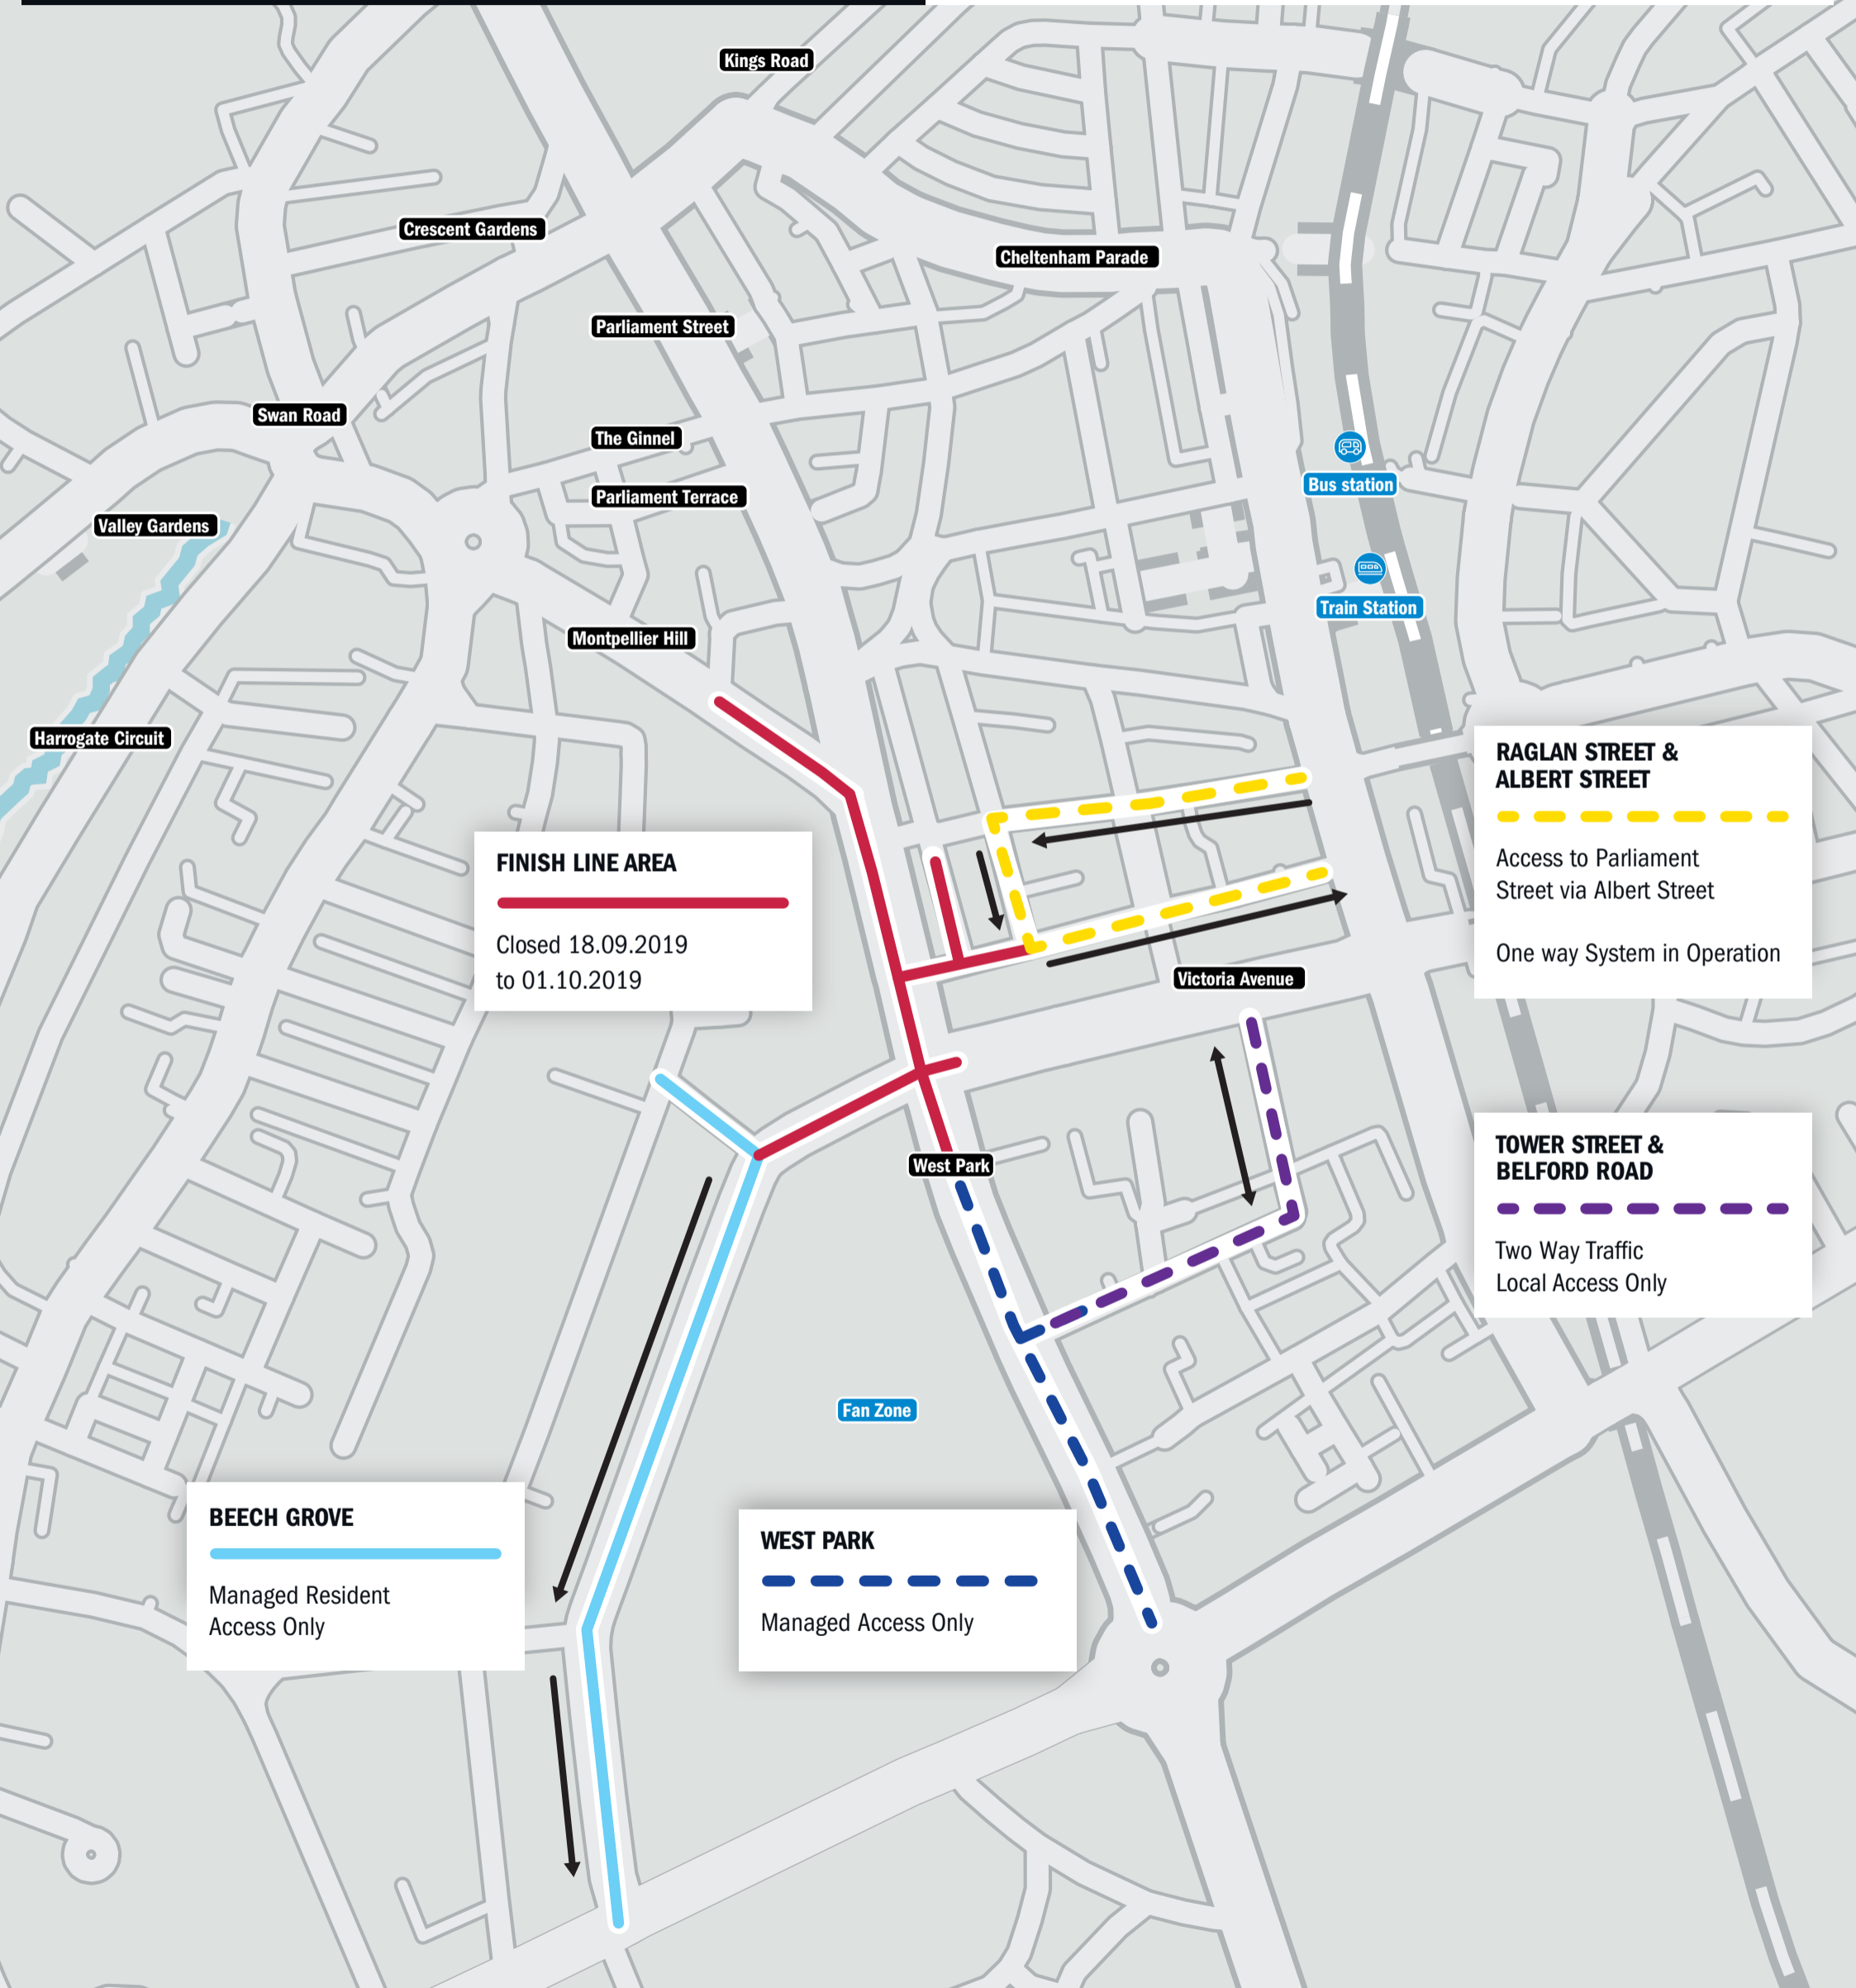 Kings Road
Crescent Gardens
Cheltenham Parade
Parliament Street
Swan Road
The Ginnel
Bus station
Parliament Terrace
Valley Gardens
Train Station
Montpellier Hill
Harrogate Circuit
RAGLAN STREET &
ALBERT STREET
Access to Parliament
Street via Albert Street
One way System in Operation
FINISH LINE AREA
Closed 18.09.2019
to 01.10.2019
Victoria Avenue
West Park
TOWER STREET &
BELFORD ROAD
Two Way Traffic
Local Access Only
Fan Zone
BEECH GROVE
Managed Resident
Access Only
WEST PARK
Managed Access Only